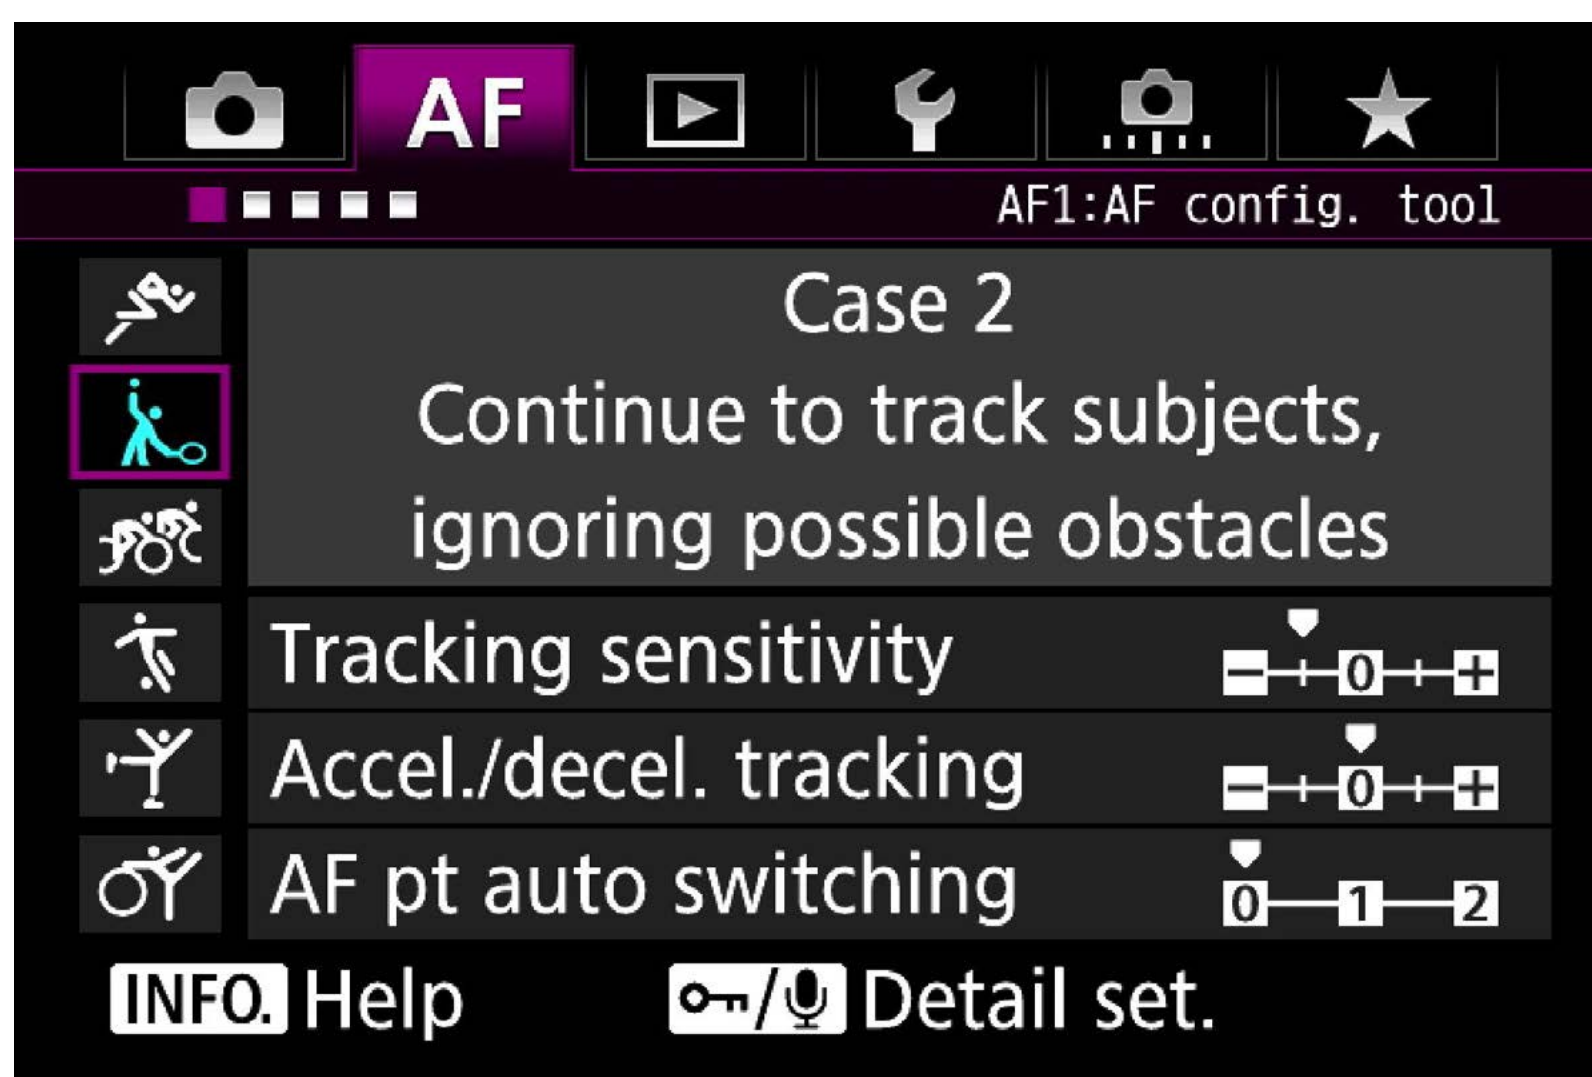 AF
AF1:AF config. tool
Case 2
Continue to track subjects,
ignoring possible obstacles
Tracking sensitivity
− 0 +
Accel./decel. tracking
− 0 +
AF pt auto switching
0 1 2
INFO. Help / Detail set.